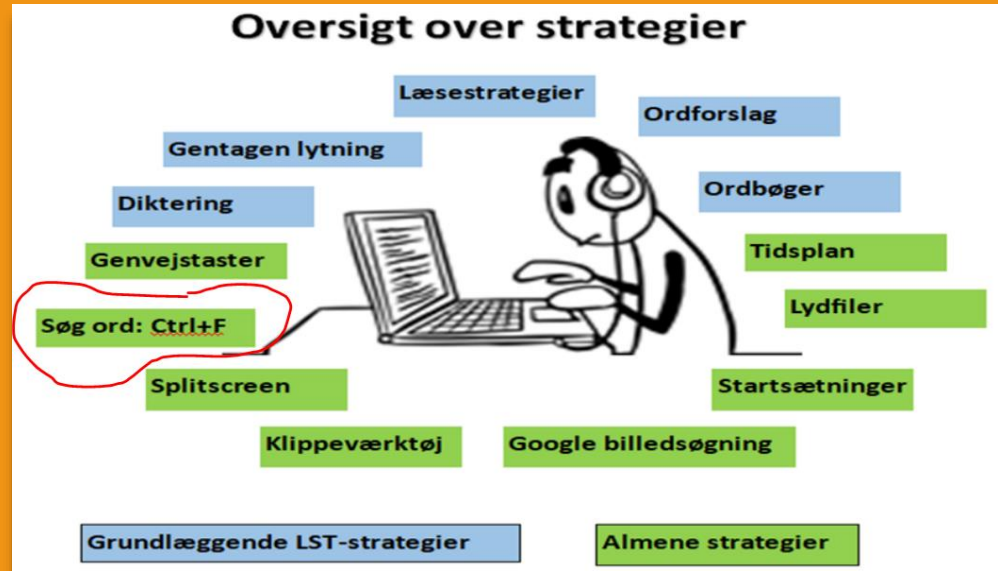 Oversigt over strategier
Læsestrategier
Ordforslag
Gentagen lytning
Ordbøger
Diktering
Tidsplan
Genvejstaster
Lydfiler
Søg ord: Ctrl+F
Splitscreen
Startsætninger
Klippeværktøj
Google billedsøgning
Grundlæggende LST-strategier
Almene strategier